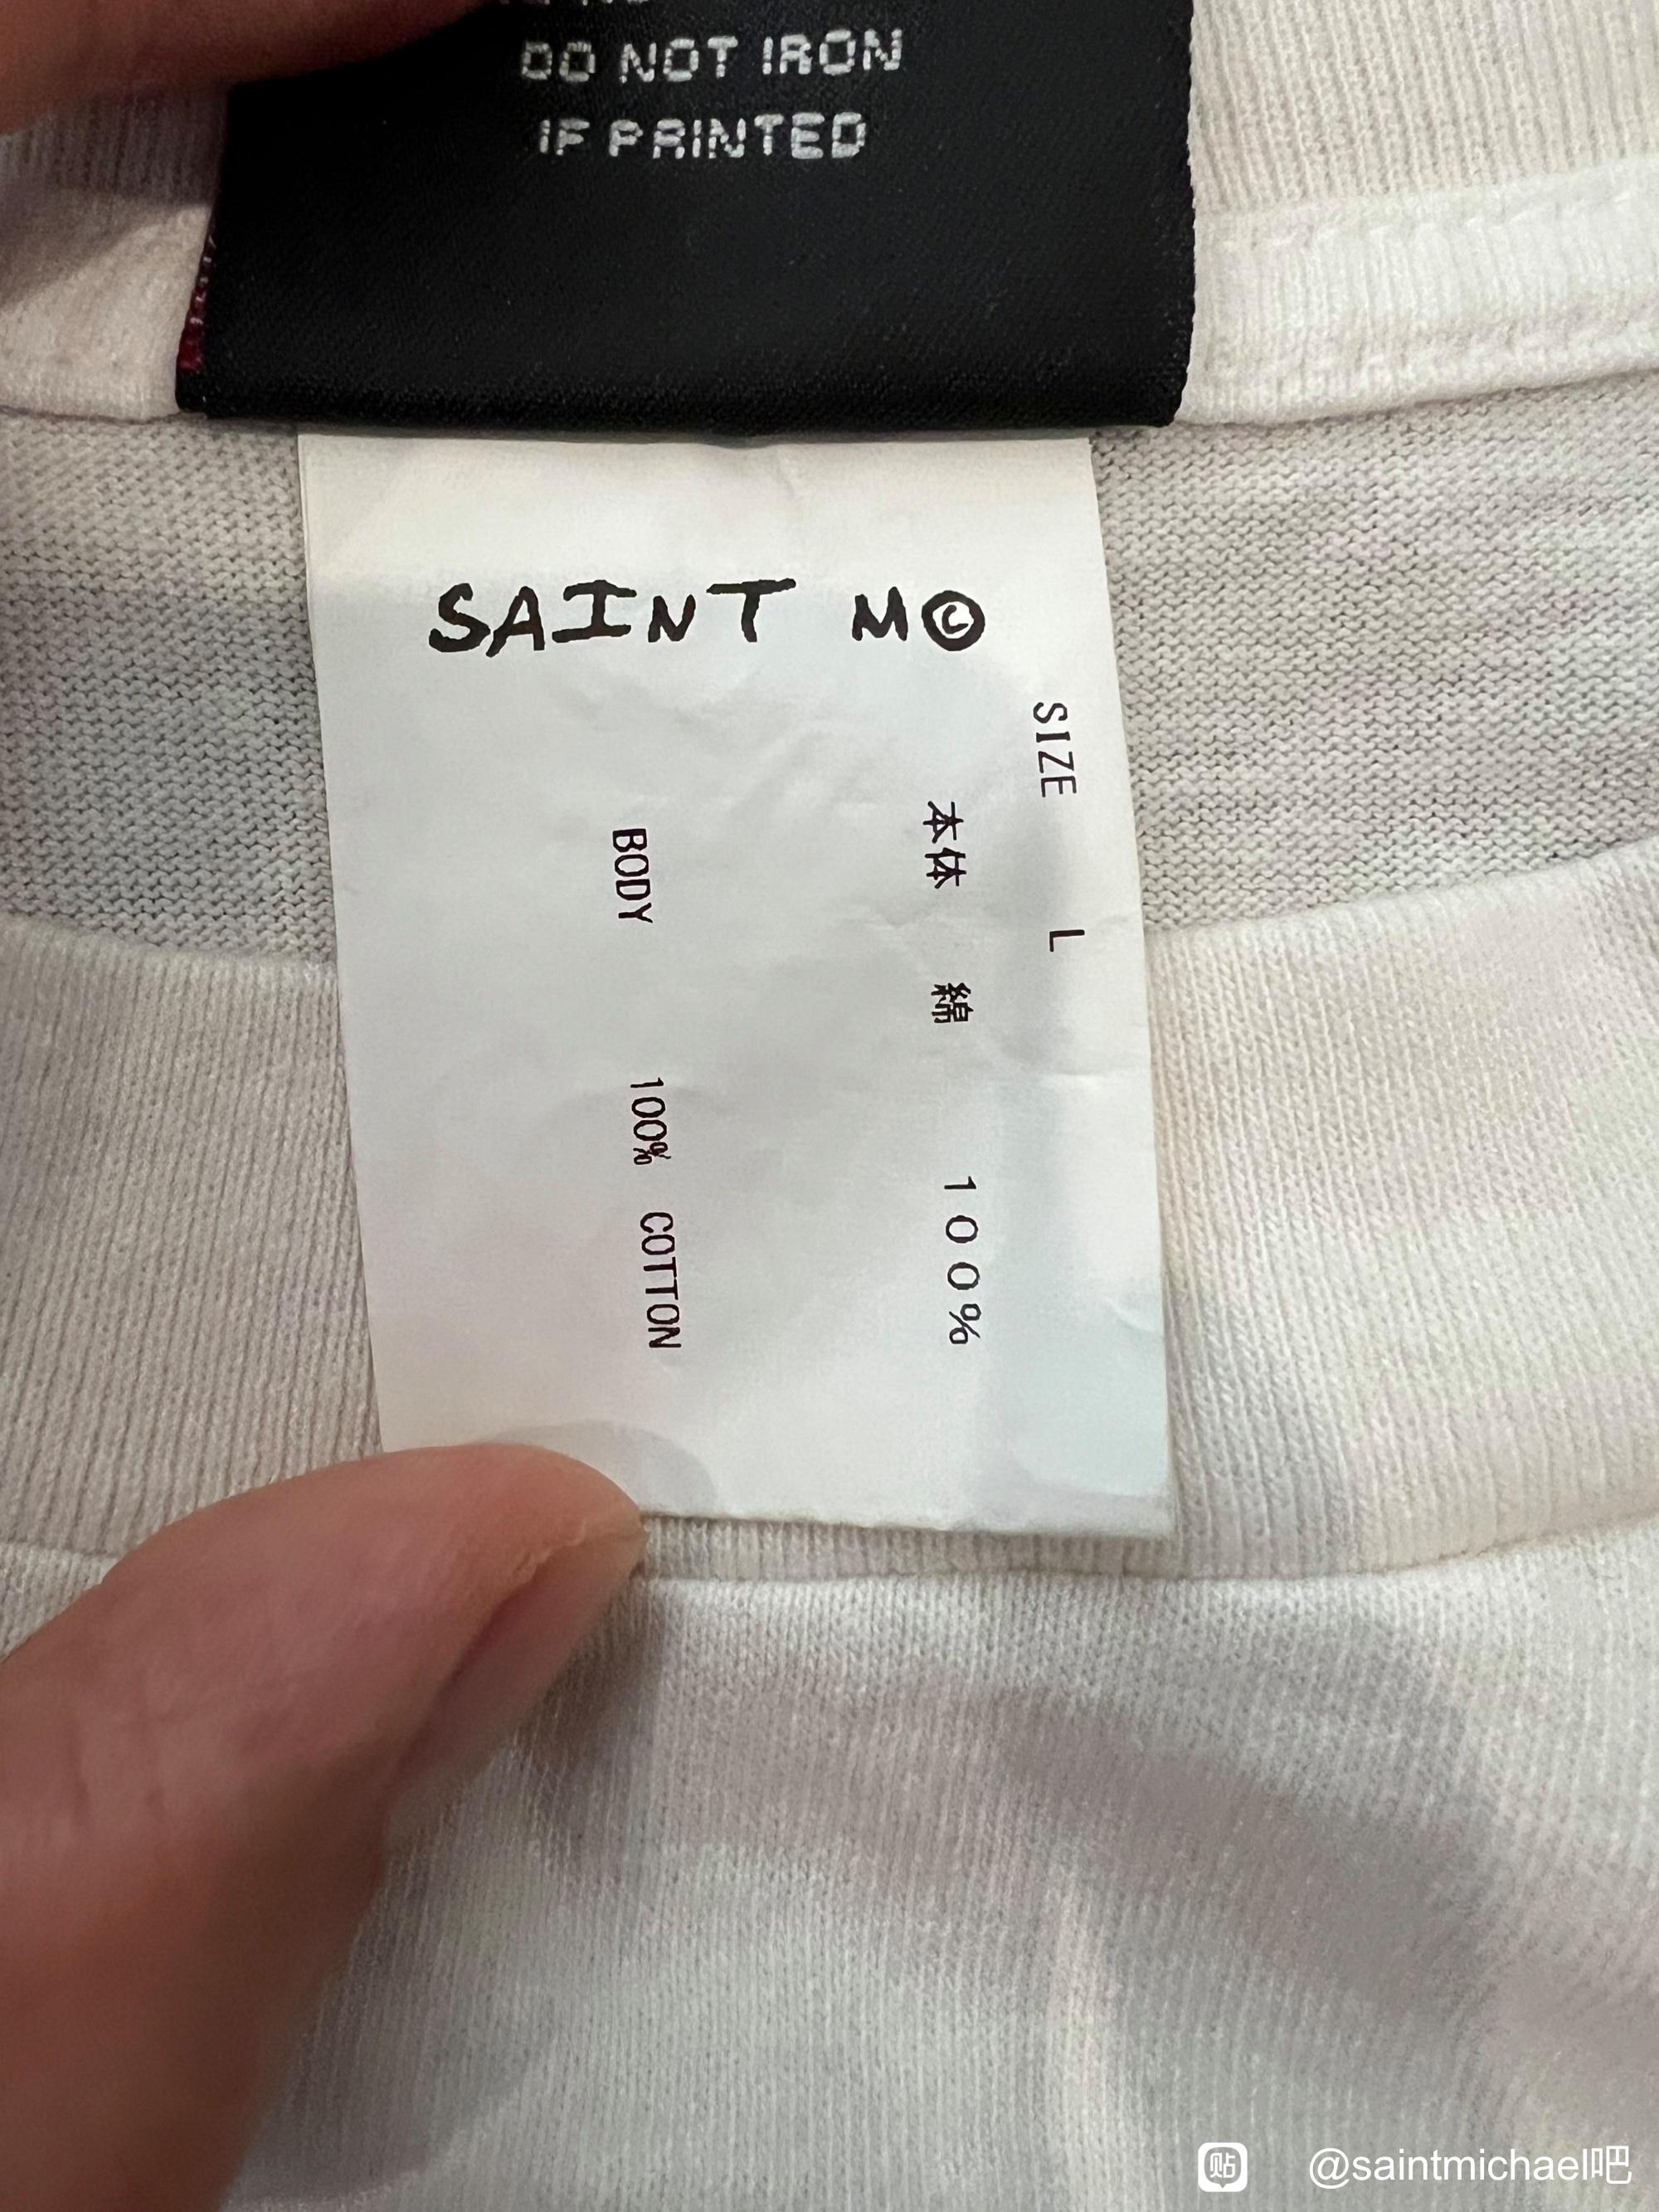 DO NOT IRON
IF PRINTED
SAINT M©
SIZE L
本体 綿 100%
BODY 100% COTTON
贴 @saintmichael吧